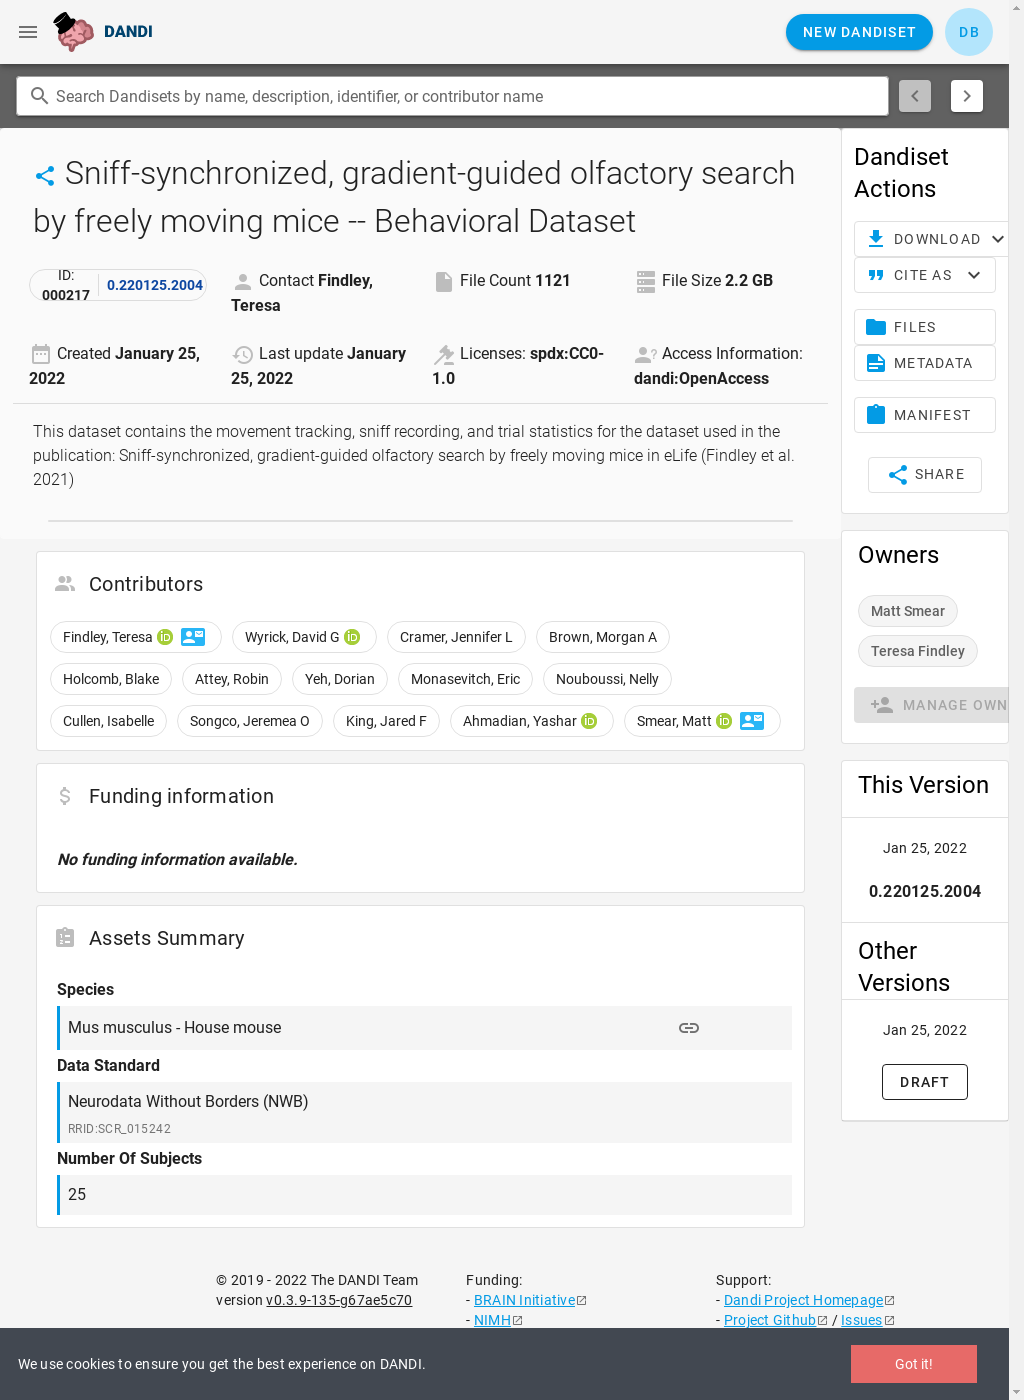 DANDI
NEW DANDISET
DB
Search Dandisets by name, description, identifier, or contributor name
Sniff-synchronized, gradient-guided olfactory search
by freely moving mice -- Behavioral Dataset
ID:
000217
0.220125.2004
Contact Findley,
Teresa
File Count 1121
File Size 2.2 GB
Created January 25,
2022
Last update January
25, 2022
Licenses: spdx:CC0-
1.0
Access Information:
dandi:OpenAccess
This dataset contains the movement tracking, sniff recording, and trial statistics for the dataset used in the
publication: Sniff-synchronized, gradient-guided olfactory search by freely moving mice in eLife (Findley et al.
2021)
Contributors
Findley, Teresa iD
Wyrick, David G iD
Cramer, Jennifer L
Brown, Morgan A
Holcomb, Blake
Attey, Robin
Yeh, Dorian
Monasevitch, Eric
Nouboussi, Nelly
Cullen, Isabelle
Songco, Jeremea O
King, Jared F
Ahmadian, Yashar iD
Smear, Matt iD
Funding information
No funding information available.
Assets Summary
Species
Mus musculus - House mouse
Data Standard
Neurodata Without Borders (NWB)
RRID:SCR_015242
Number Of Subjects
25
Dandiset
Actions
DOWNLOAD
CITE AS
FILES
METADATA
MANIFEST
SHARE
Owners
Matt Smear
Teresa Findley
MANAGE OWN
This Version
Jan 25, 2022
0.220125.2004
Other
Versions
Jan 25, 2022
DRAFT
© 2019 - 2022 The DANDI Team
version v0.3.9-135-g67ae5c70
Funding:
- BRAIN Initiative
- NIMH
Support:
- Dandi Project Homepage
- Project Github / Issues
We use cookies to ensure you get the best experience on DANDI.
Got it!